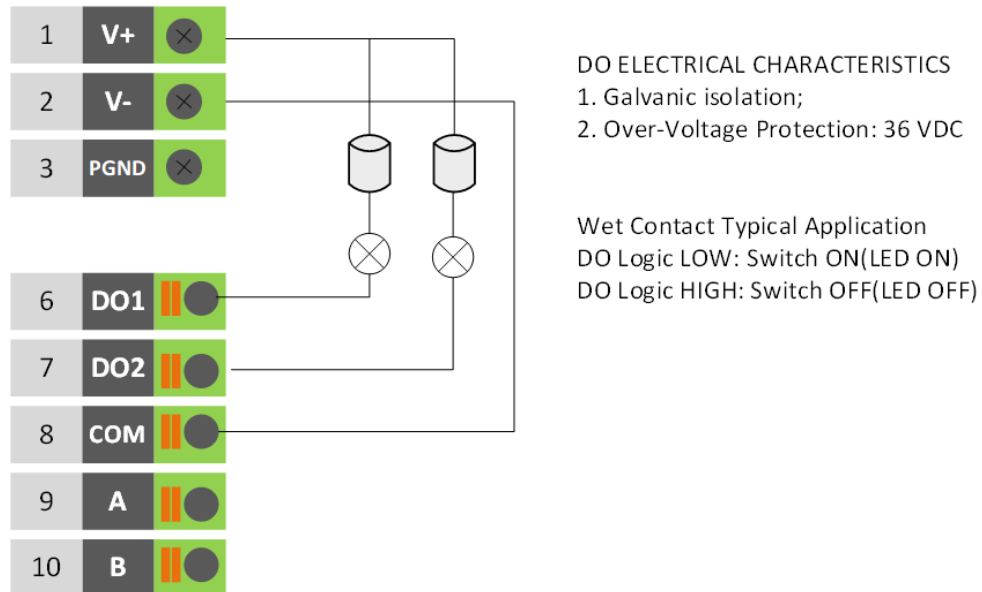 1 V+
2 V-
3 PGND
6 DO1
7 DO2
8 COM
9 A
10 B
DO ELECTRICAL CHARACTERISTICS
1. Galvanic isolation;
2. Over-Voltage Protection: 36 VDC
Wet Contact Typical Application
DO Logic LOW: Switch ON(LED ON)
DO Logic HIGH: Switch OFF(LED OFF)